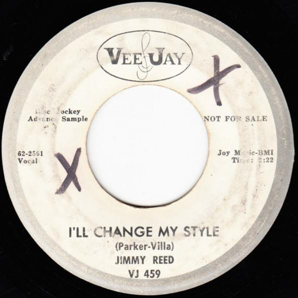 VEE JAY
Disc Jockey
Advance Sample
NOT FOR SALE
62-2561
Vocal
Joy Music-BMI
Time: 2:22
I'LL CHANGE MY STYLE
(Parker-Villa)
JIMMY REED
VJ 459